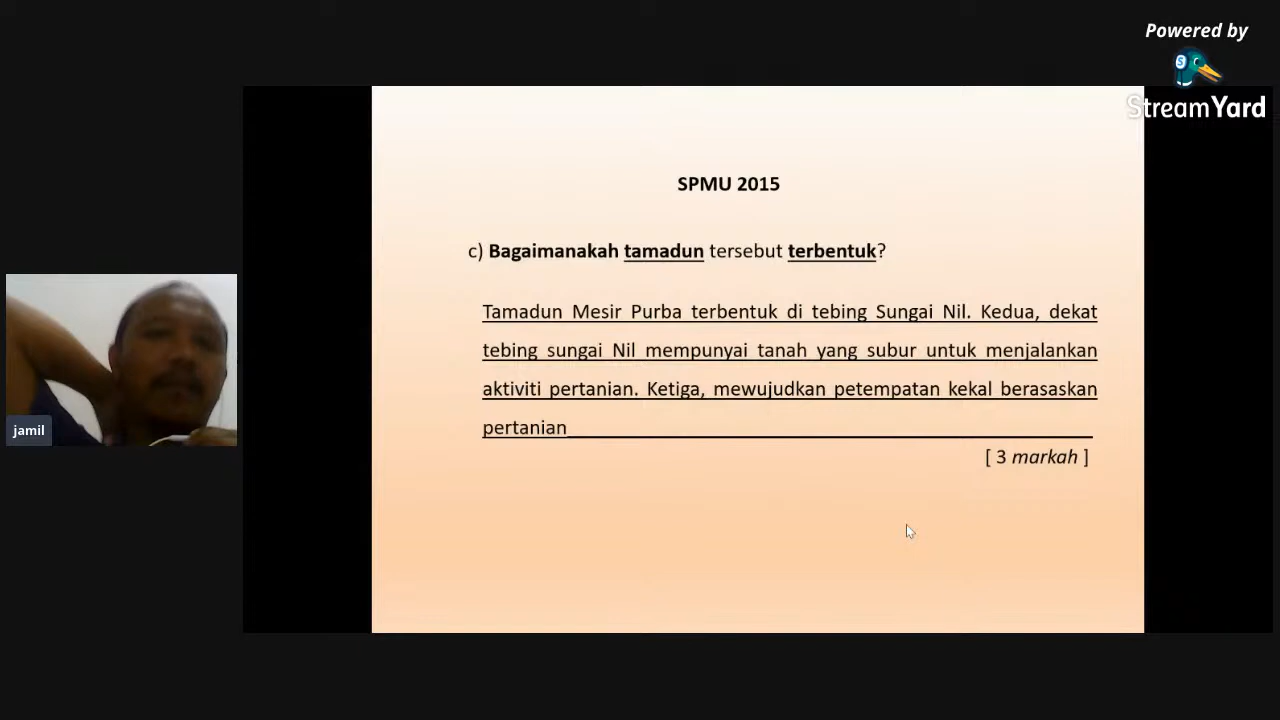 Powered by
StreamYard
SPMU 2015
c) Bagaimanakah tamadun tersebut terbentuk?
Tamadun Mesir Purba terbentuk di tebing Sungai Nil. Kedua, dekat
tebing sungai Nil mempunyai tanah yang subur untuk menjalankan
aktiviti pertanian. Ketiga, mewujudkan petempatan kekal berasaskan
pertanian
[ 3 markah ]
jamil